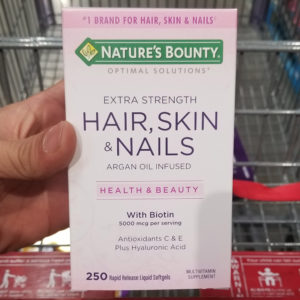 #1 BRAND FOR HAIR, SKIN & NAILS*
NATURE'S BOUNTY®
OPTIMAL SOLUTIONS®
EXTRA STRENGTH
HAIR, SKIN
& NAILS
ARGAN OIL INFUSED
HEALTH & BEAUTY
With Biotin
5000 mcg per serving
Antioxidants C & E
Plus Hyaluronic Acid
250 Rapid Release Liquid Softgels
MULTIVITAMIN
SUPPLEMENT